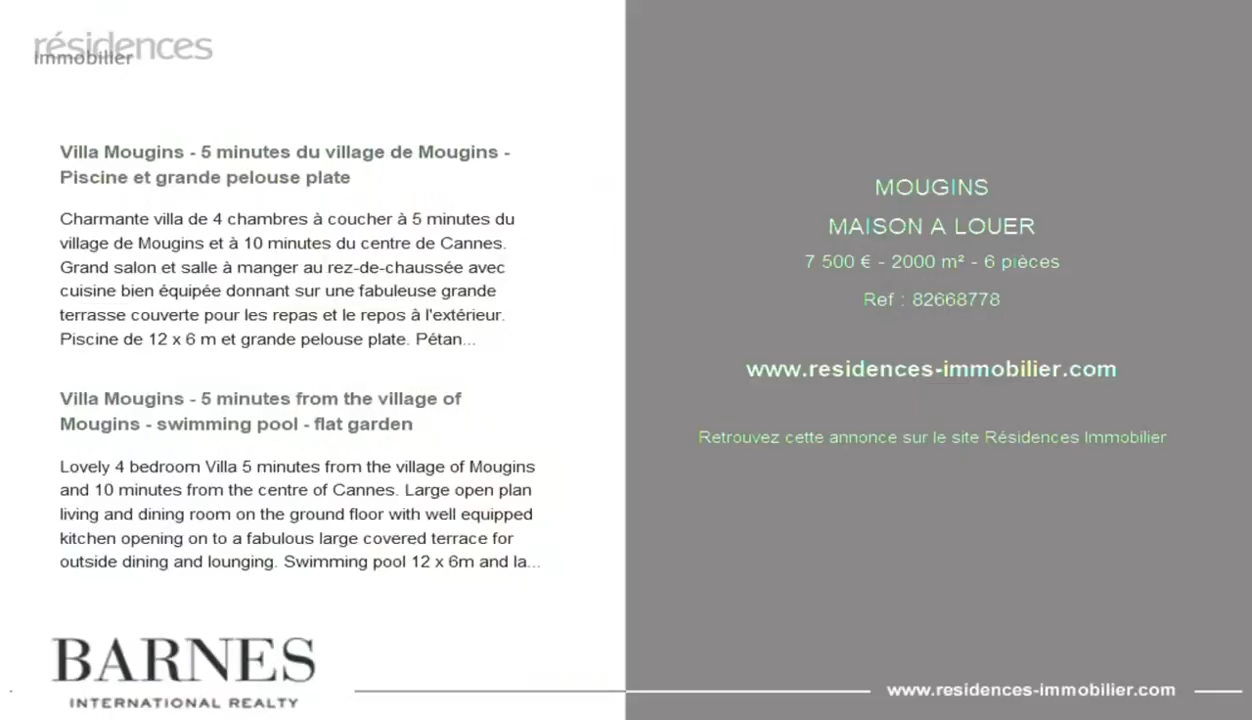 résidences
immobilier
Villa Mougins - 5 minutes du village de Mougins -
Piscine et grande pelouse plate
Charmante villa de 4 chambres à coucher à 5 minutes du
village de Mougins et à 10 minutes du centre de Cannes.
Grand salon et salle à manger au rez-de-chaussée avec
cuisine bien équipée donnant sur une fabuleuse grande
terrasse couverte pour les repas et le repos à l'extérieur.
Piscine de 12 x 6 m et grande pelouse plate. Pétan...
Villa Mougins - 5 minutes from the village of
Mougins - swimming pool - flat garden
Lovely 4 bedroom Villa 5 minutes from the village of Mougins
and 10 minutes from the centre of Cannes. Large open plan
living and dining room on the ground floor with well equipped
kitchen opening on to a fabulous large covered terrace for
outside dining and lounging. Swimming pool 12 x 6m and la...
BARNES
INTERNATIONAL REALTY
MOUGINS
MAISON A LOUER
7 500 € - 2000 m² - 6 pièces
Ref : 82668778
www.residences-immobilier.com
Retrouvez cette annonce sur le site Résidences Immobilier
www.residences-immobilier.com